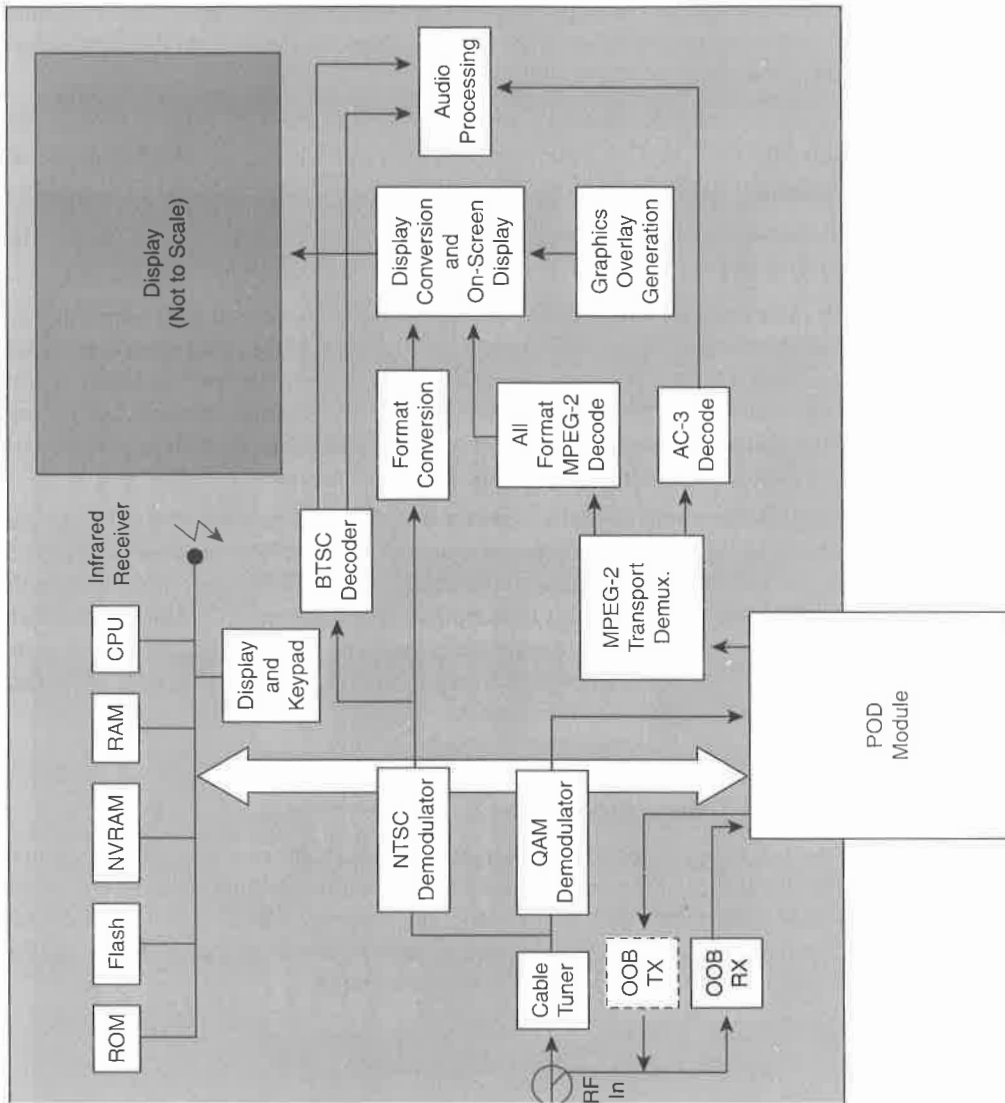 ROM
Flash
NVRAM
RAM
CPU
Infrared
Receiver
Display
(Not to Scale)
Display
and
Keypad
BTSC
Decoder
Audio
Processing
NTSC
Demodulator
Format
Conversion
Display
Conversion
and
On-Screen
Display
Cable
Tuner
QAM
Demodulator
All
Format
MPEG-2
Decode
Graphics
Overlay
Generation
RF
In
OOB
TX
OOB
RX
MPEG-2
Transport
Demux.
AC-3
Decode
POD
Module